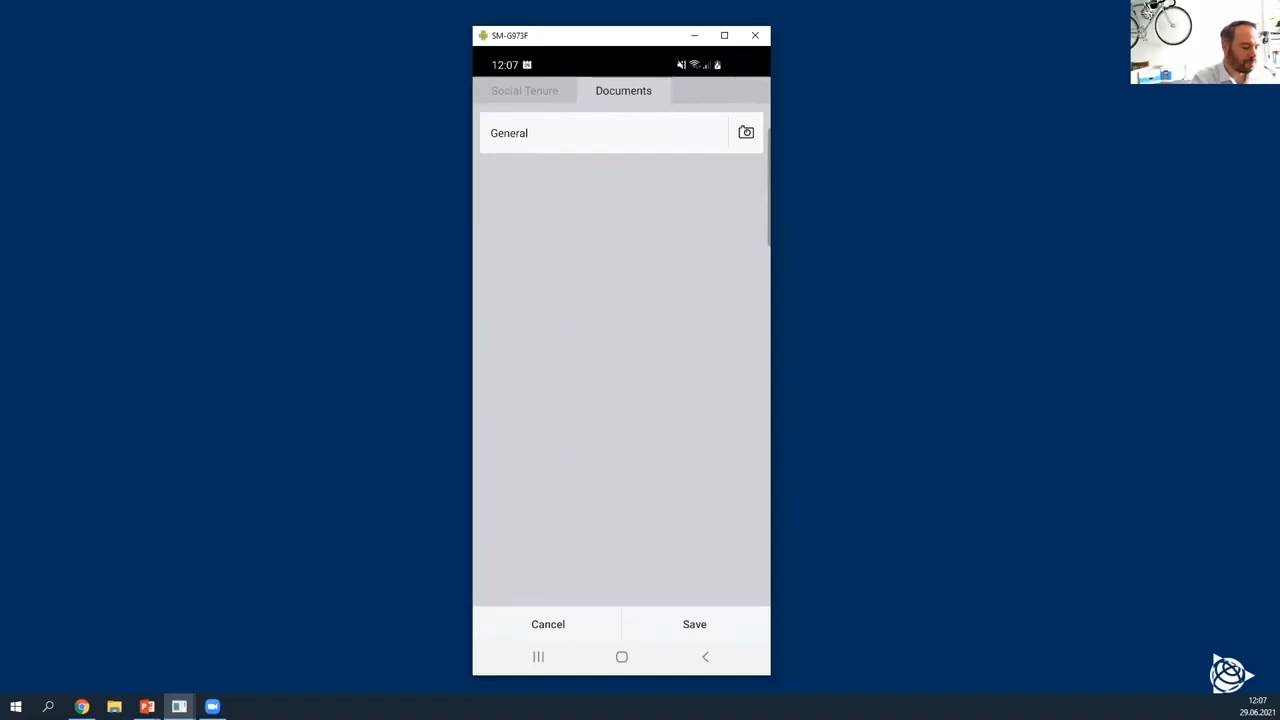 SM-G973F
12:07
Social Tenure
Documents
General
Cancel
Save
12:07
29.06.2021